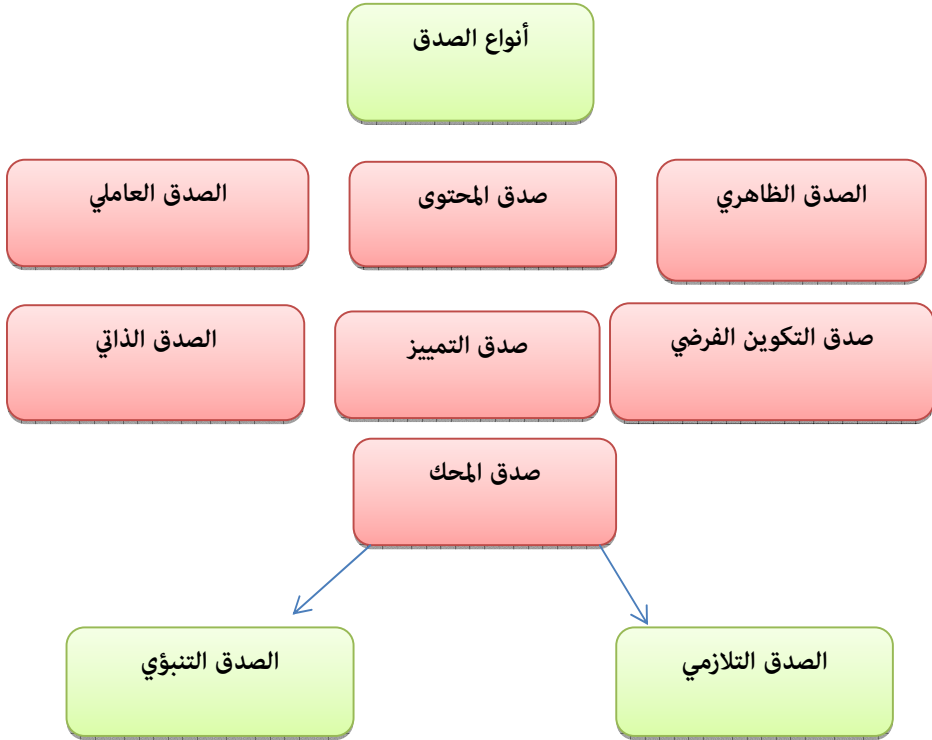 أنواع الصدق
الصدق الظاهري
صدق المحتوى
الصدق العاملي
صدق التكوين الفرضي
صدق التمييز
الصدق الذاتي
صدق المحك
الصدق التلازمي
الصدق التنبؤي